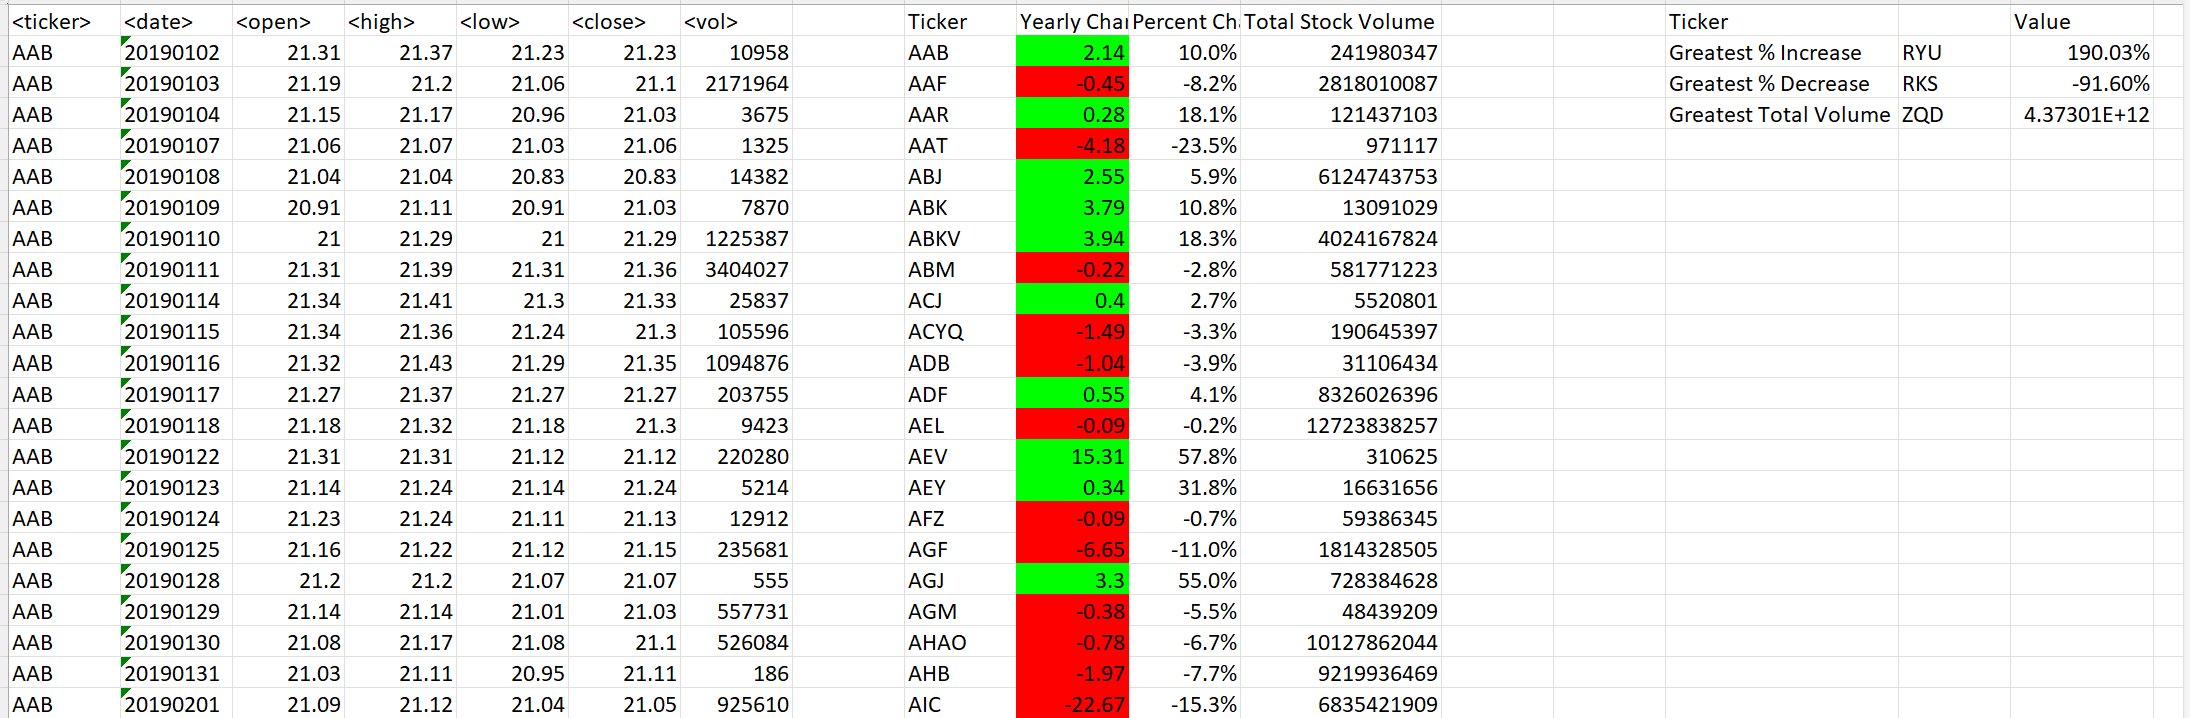 <ticker> <date> <open> <high> <low> <close> <vol> Ticker Yearly Char Percent Ch Total Stock Volume Ticker Value
AAB 20190102 21.31 21.37 21.23 21.23 10958 AAB 2.14 10.0% 241980347 Greatest % Increase RYU 190.03%
AAB 20190103 21.19 21.2 21.06 21.1 2171964 AAF -0.45 -8.2% 2818010087 Greatest % Decrease RKS -91.60%
AAB 20190104 21.15 21.17 20.96 21.03 3675 AAR 0.28 18.1% 121437103 Greatest Total Volume ZQD 4.37301E+12
AAB 20190107 21.06 21.07 21.03 21.06 1325 AAT -4.18 -23.5% 971117
AAB 20190108 21.04 21.04 20.83 20.83 14382 ABJ 2.55 5.9% 6124743753
AAB 20190109 20.91 21.11 20.91 21.03 7870 ABK 3.79 10.8% 13091029
AAB 20190110 21 21.29 21 21.29 1225387 ABKV 3.94 18.3% 4024167824
AAB 20190111 21.31 21.39 21.31 21.36 3404027 ABM -0.22 -2.8% 581771223
AAB 20190114 21.34 21.41 21.3 21.33 25837 ACJ 0.4 2.7% 5520801
AAB 20190115 21.34 21.36 21.24 21.3 105596 ACYQ -1.49 -3.3% 190645397
AAB 20190116 21.32 21.43 21.29 21.35 1094876 ADB -1.04 -3.9% 31106434
AAB 20190117 21.27 21.37 21.27 21.27 203755 ADF 0.55 4.1% 8326026396
AAB 20190118 21.18 21.32 21.18 21.3 9423 AEL -0.09 -0.2% 12723838257
AAB 20190122 21.31 21.31 21.12 21.12 220280 AEV 15.31 57.8% 310625
AAB 20190123 21.14 21.24 21.14 21.24 5214 AEY 0.34 31.8% 16631656
AAB 20190124 21.23 21.24 21.11 21.13 12912 AFZ -0.09 -0.7% 59386345
AAB 20190125 21.16 21.22 21.12 21.15 235681 AGF -6.65 -11.0% 1814328505
AAB 20190128 21.2 21.2 21.07 21.07 555 AGJ 3.3 55.0% 728384628
AAB 20190129 21.14 21.14 21.01 21.03 557731 AGM -0.38 -5.5% 48439209
AAB 20190130 21.08 21.17 21.08 21.1 526084 AHAO -0.78 -6.7% 10127862044
AAB 20190131 21.03 21.11 20.95 21.11 186 AHB -1.97 -7.7% 9219936469
AAB 20190201 21.09 21.12 21.04 21.05 925610 AIC -22.67 -15.3% 6835421909